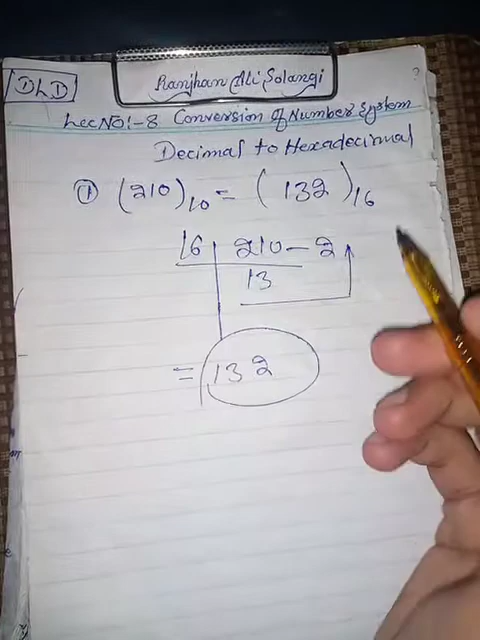 DLD
Ranjhan Ali Solangi
Lec No:-8 Conversion of Number System
Decimal to Hexadecimal
① (210)10 = (132)16
16 210 - 2
13
= 132